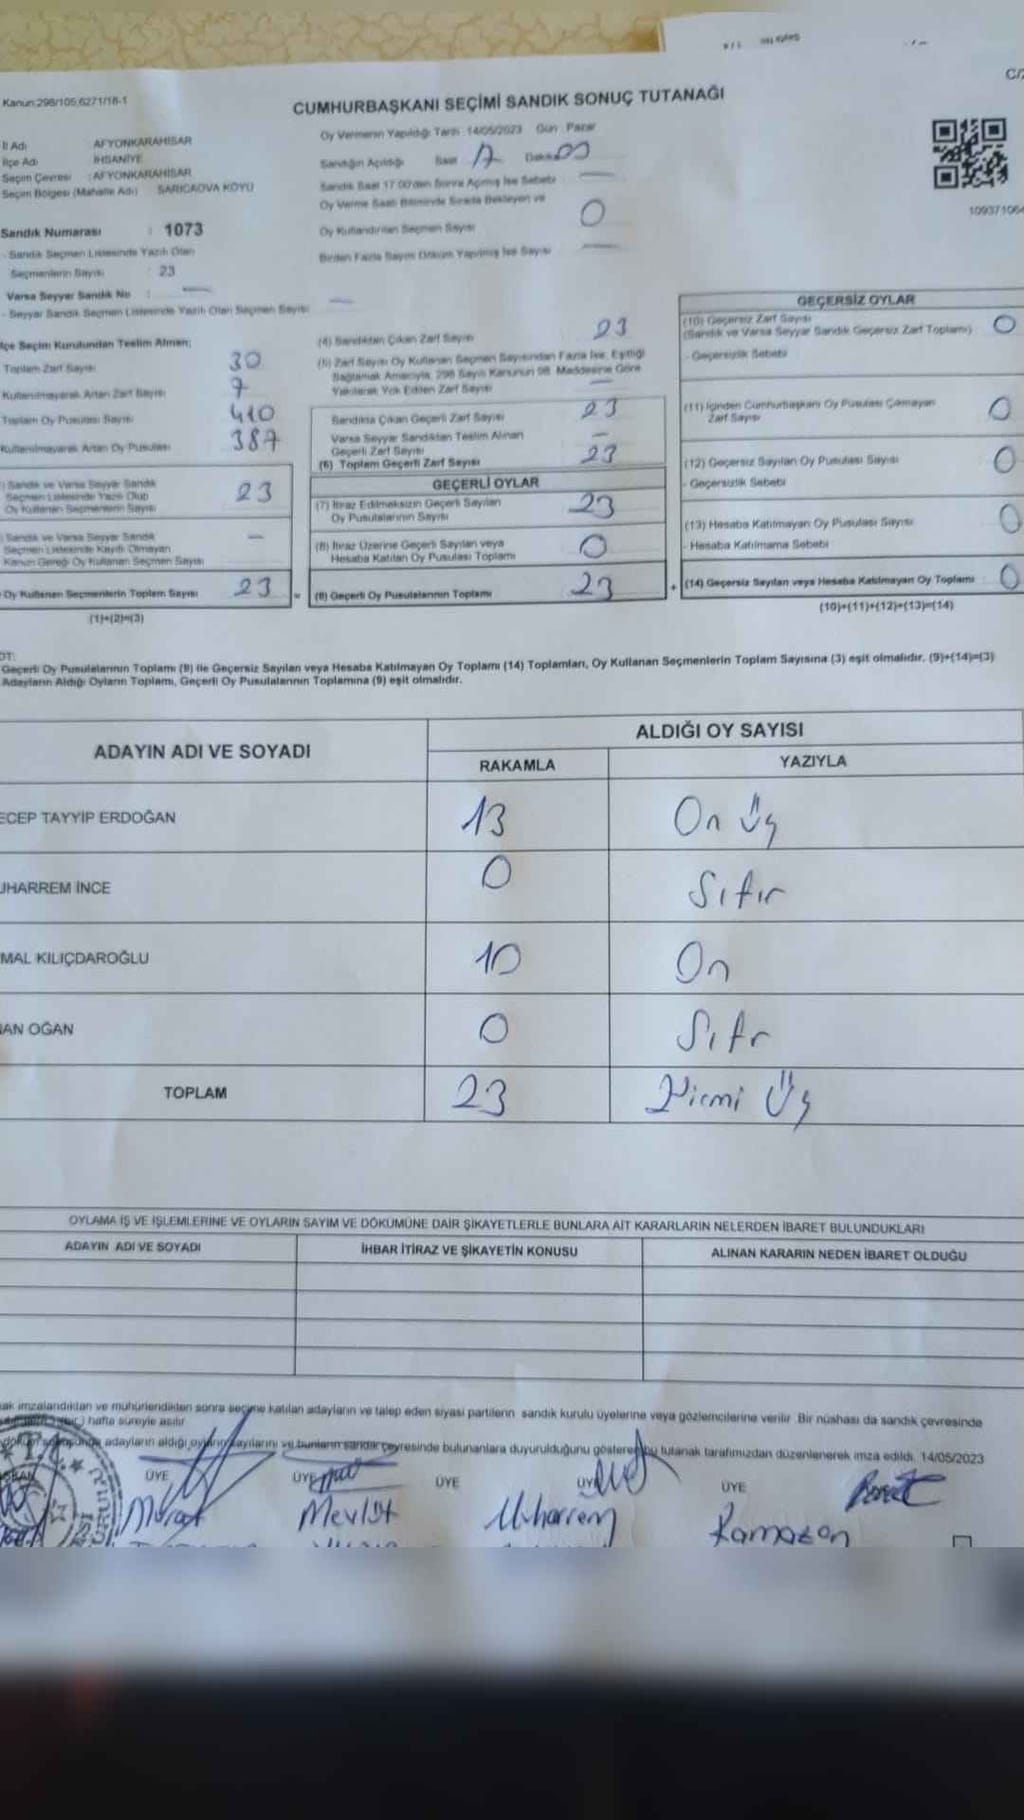 C/2
Kanun:298/105,6271/18-1
CUMHURBAŞKANI SEÇİMİ SANDIK SONUÇ TUTANAĞI
Oy Vermenin Yapıldığı Tarih 14/05/2023 Gün Pazar
İl Adı AFYONKARAHİSAR
İlçe Adı İHSANİYE
Seçim Çevresi : AFYONKARAHİSAR
Seçim Bölgesi (Mahalle Adı) SARICAOVA KÖYÜ
Sandığın Açıldığı Saat 17 Dakika
Sandık Saat 17.00'den Sonra Açılmış İse Sebebi
Oy Verme Saati Bitiminde Sırada Bekleyen ve
Oy Kullandırılan Seçmen Sayısı 0
Birden Fazla Sayım Döküm Yapılmış İse Sayısı
109371064
Sandık Numarası : 1073
- Sandık Seçmen Listesinde Yazılı Olan
Seçmenlerin Sayısı : 23
Varsa Seyyar Sandık No :
- Seyyar Sandık Seçmen Listesinde Yazılı Olan Seçmen Sayısı
lçe Seçim Kurulundan Teslim Alınan;
Toplam Zarf Sayısı 30
Kullanılmayarak Artan Zarf Sayısı 7
Toplam Oy Pusulası Sayısı 410
Kullanılmayarak Artan Oy Pusulası 387
) Sandık ve Varsa Seyyar Sandık
Seçmen Listesinde Yazılı Olup
Oy Kullanan Seçmenlerin Sayısı 23
Sandık ve Varsa Seyyar Sandık
Seçmen Listesinde Kayıtlı Olmayan
Kanun Gereği Oy Kullanan Seçmen Sayısı —
Oy Kullanan Seçmenlerin Toplam Sayısı 23
(1)+(2)=(3)
(4) Sandıktan Çıkan Zarf Sayısı 23
(5) Zarf Sayısı Oy Kullanan Seçmen Sayısından Fazla İse, Eşitliği
Sağlamak Amacıyla, 298 Sayılı Kanunun 98. Maddesine Göre
Yakılarak Yok Edilen Zarf Sayısı —
Sandıkta Çıkan Geçerli Zarf Sayısı 23
Varsa Seyyar Sandıktan Teslim Alınan
Geçerli Zarf Sayısı —
(6) Toplam Geçerli Zarf Sayısı 23
GEÇERLİ OYLAR
(7) İtiraz Edilmeksizin Geçerli Sayılan
Oy Pusulalarının Sayısı 23
(8) İtiraz Üzerine Geçerli Sayılan veya
Hesaba Katılan Oy Pusulası Toplamı 0
(9) Geçerli Oy Pusulalarının Toplamı 23
GEÇERSİZ OYLAR
(10) Geçersiz Zarf Sayısı
(Sandık ve Varsa Seyyar Sandık Geçersiz Zarf Toplamı) 0
- Geçersizlik Sebebi
(11) İçinden Cumhurbaşkanı Oy Pusulası Çıkmayan
Zarf Sayısı 0
(12) Geçersiz Sayılan Oy Pusulası Sayısı 0
- Geçersizlik Sebebi
(13) Hesaba Katılmayan Oy Pusulası Sayısı 0
- Hesaba Katılmama Sebebi
(14) Geçersiz Sayılan veya Hesaba Katılmayan Oy Toplamı 0
(10)+(11)+(12)+(13)=(14)
OT:
Geçerli Oy Pusulalarının Toplamı (9) ile Geçersiz Sayılan veya Hesaba Katılmayan Oy Toplamı (14) Toplamları, Oy Kullanan Seçmenlerin Toplam Sayısına (3) eşit olmalıdır. (9)+(14)=(3)
Adayların Aldığı Oyların Toplamı, Geçerli Oy Pusulalarının Toplamına (9) eşit olmalıdır.
ADAYIN ADI VE SOYADI
ALDIĞI OY SAYISI
RAKAMLA YAZIYLA
ECEP TAYYİP ERDOĞAN 13 On Üç
UHARREM İNCE 0 Sıfır
MAL KILIÇDAROĞLU 10 On
NAN OĞAN 0 Sıfr
TOPLAM 23 Yirmi Üç
OYLAMA İŞ VE İŞLEMLERİNE VE OYLARIN SAYIM VE DÖKÜMÜNE DAİR ŞİKAYETLERLE BUNLARA AİT KARARLARIN NELERDEN İBARET BULUNDUKLARI
ADAYIN ADI VE SOYADI İHBAR İTİRAZ VE ŞİKAYETİN KONUSU ALINAN KARARIN NEDEN İBARET OLDUĞU
ak imzalandıktan ve mühürlendikten sonra seçime katılan adayların ve talep eden siyasi partilerin sandık kurulu üyelerine veya gözlemcilerine verilir. Bir nüshası da sandık çevresinde
hafta süreyle asılır
adayların aldığı oyların sayılarını ve bunların sandık çevresinde bulunanlara duyurulduğunu gösteren bu tutanak tarafımızdan düzenlenerek imza edildi. 14/05/2023
ÜYE ÜYE ÜYE ÜYE ÜYE
Murat Mevlüt Muharrem Ramazan